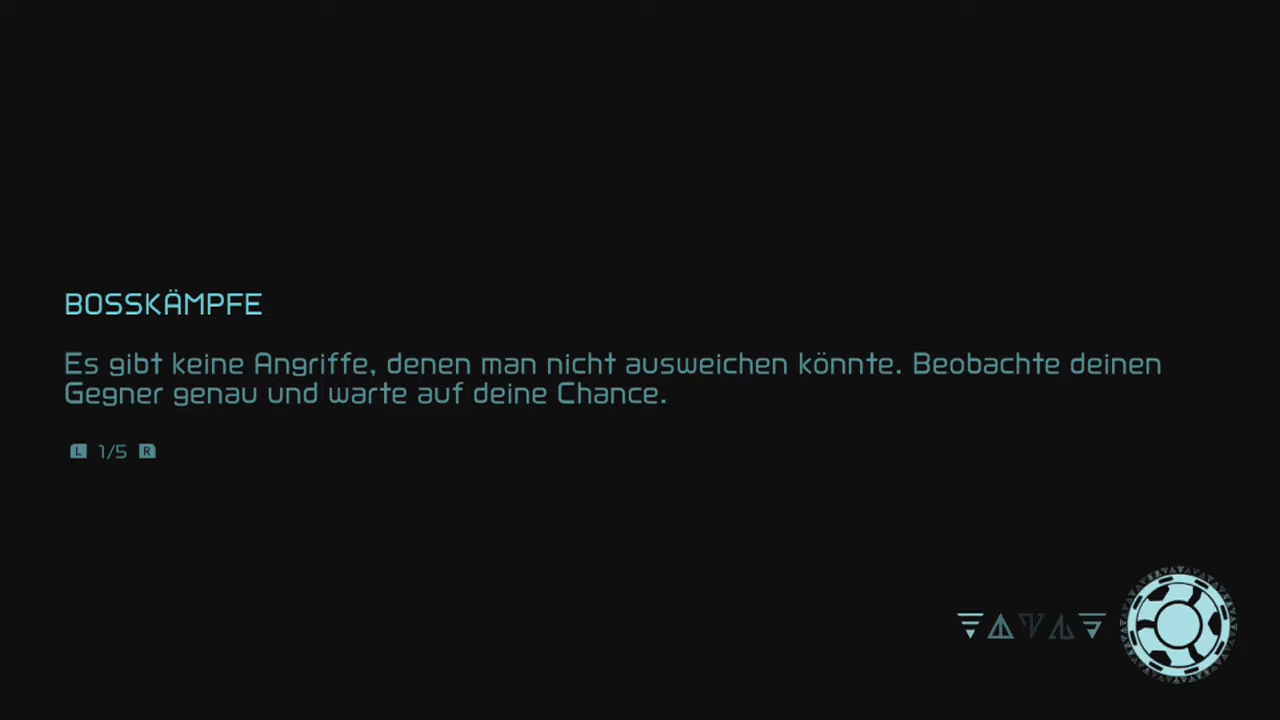 BOSSKÄMPFE
Es gibt keine Angriffe, denen man nicht ausweichen könnte. Beobachte deinen
Gegner genau und warte auf deine Chance.
L 1/5 R